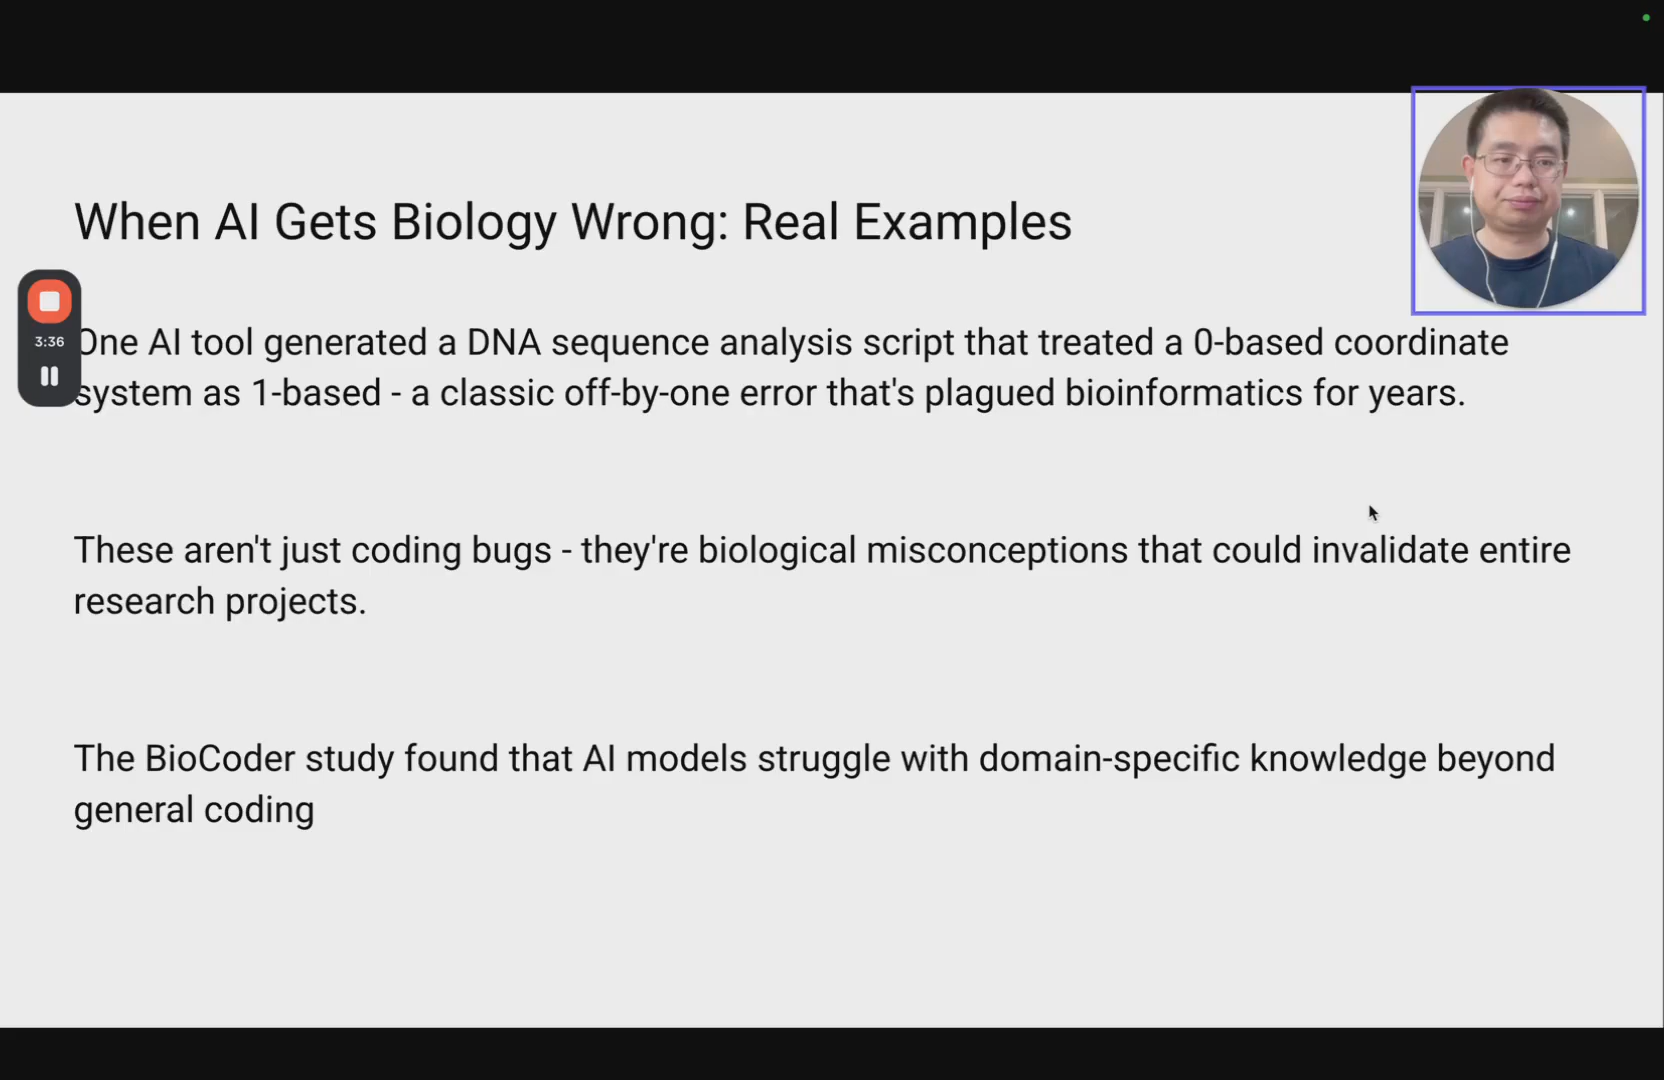 When AI Gets Biology Wrong: Real Examples
3:36
One AI tool generated a DNA sequence analysis script that treated a 0-based coordinate
system as 1-based - a classic off-by-one error that's plagued bioinformatics for years.
These aren't just coding bugs - they're biological misconceptions that could invalidate entire
research projects.
The BioCoder study found that AI models struggle with domain-specific knowledge beyond
general coding